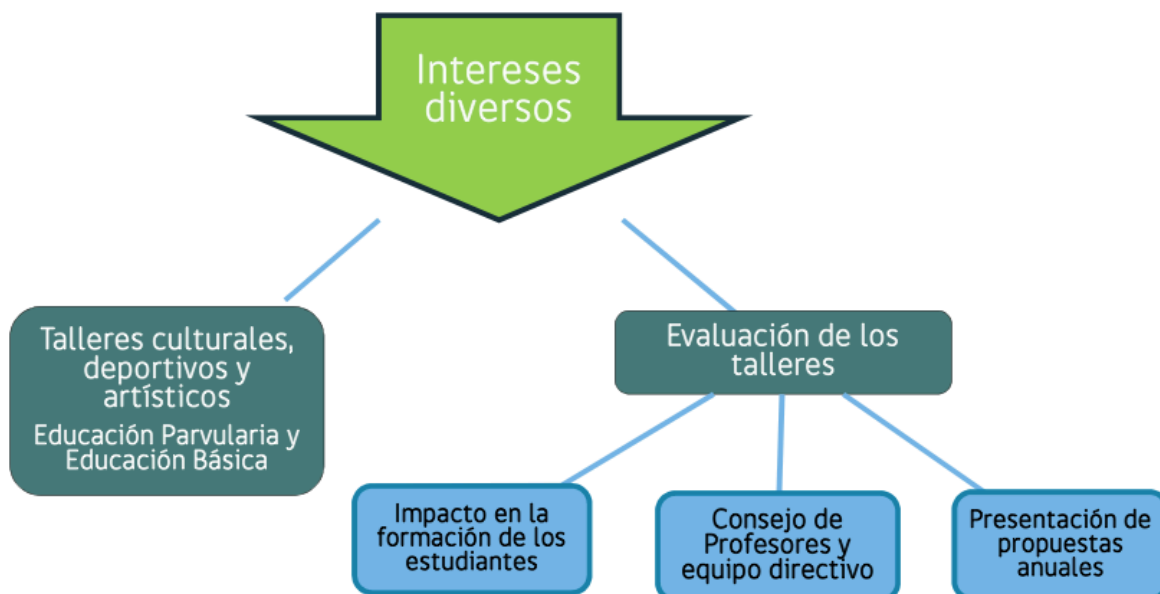 Intereses
diversos
Talleres culturales,
deportivos y
artísticos
Educación Parvularia y
Educación Básica
Evaluación de los
talleres
Impacto en la
formación de los
estudiantes
Consejo de
Profesores y
equipo directivo
Presentación de
propuestas
anuales